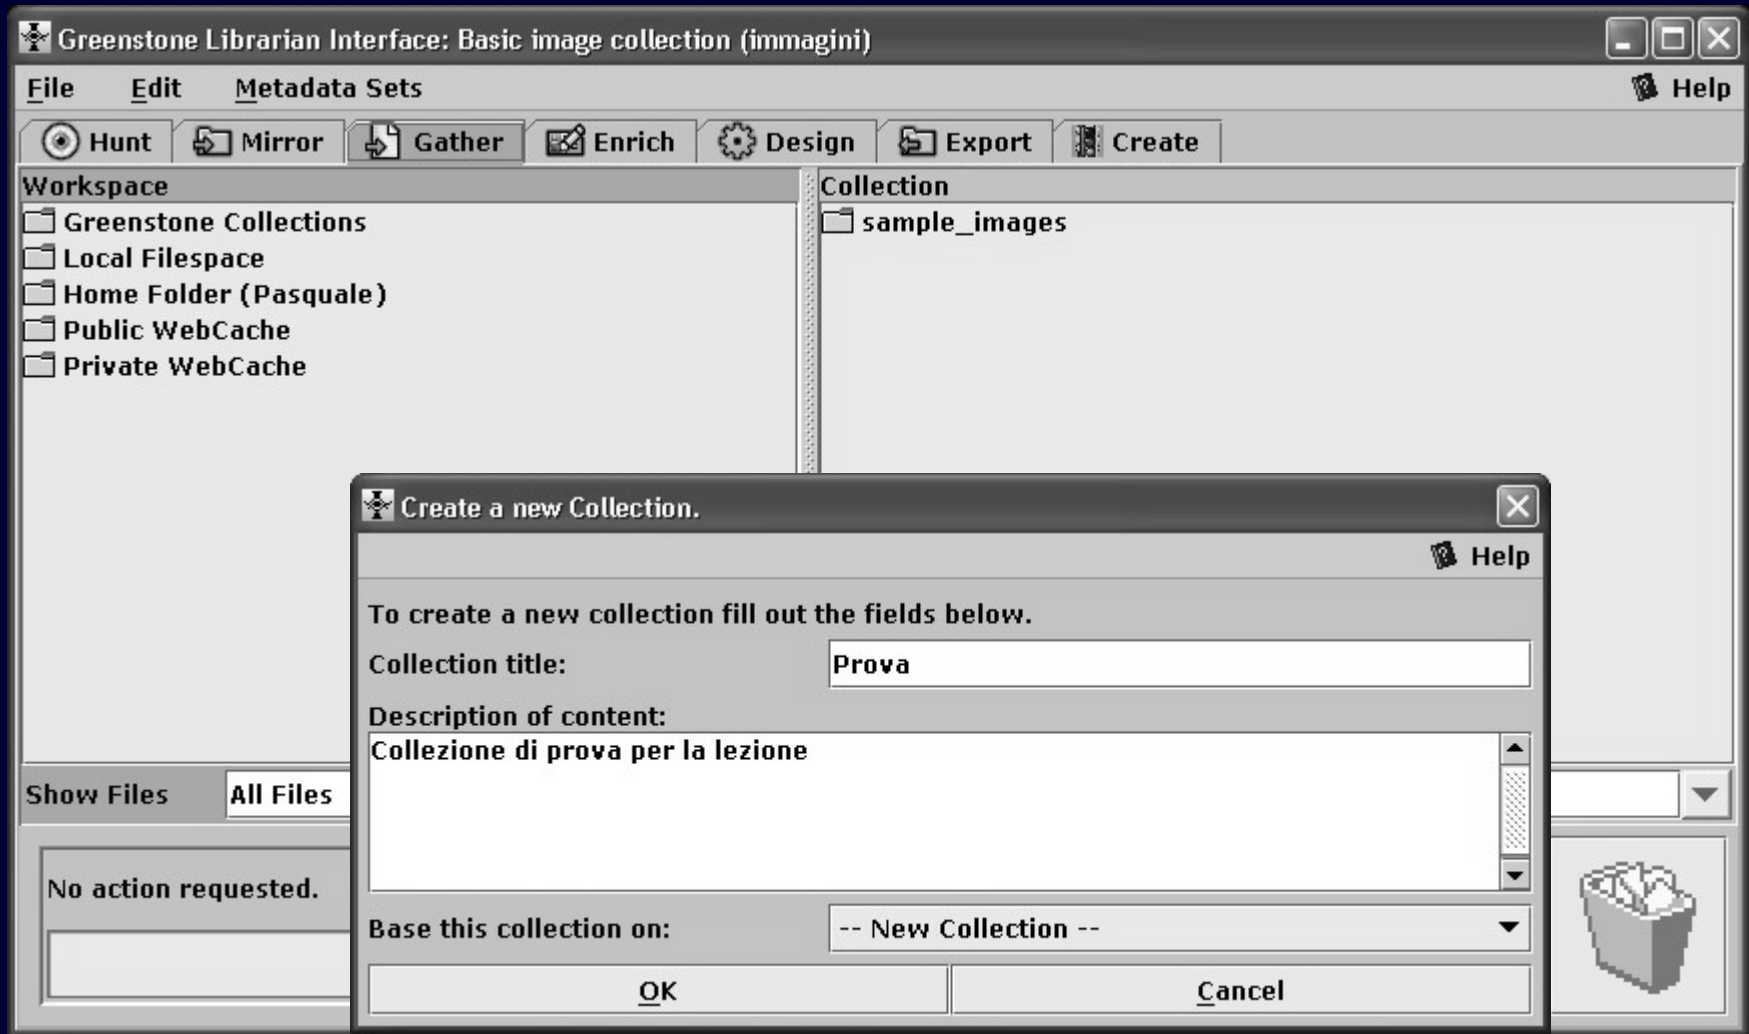 Greenstone Librarian Interface: Basic image collection (immagini)
File Edit Metadata Sets Help
Hunt Mirror Gather Enrich Design Export Create
Workspace
Greenstone Collections
Local Filespace
Home Folder (Pasquale)
Public WebCache
Private WebCache
Collection
sample_images
Show Files All Files
No action requested.
Create a new Collection.
Help
To create a new collection fill out the fields below.
Collection title: Prova
Description of content:
Collezione di prova per la lezione
Base this collection on: -- New Collection --
OK Cancel